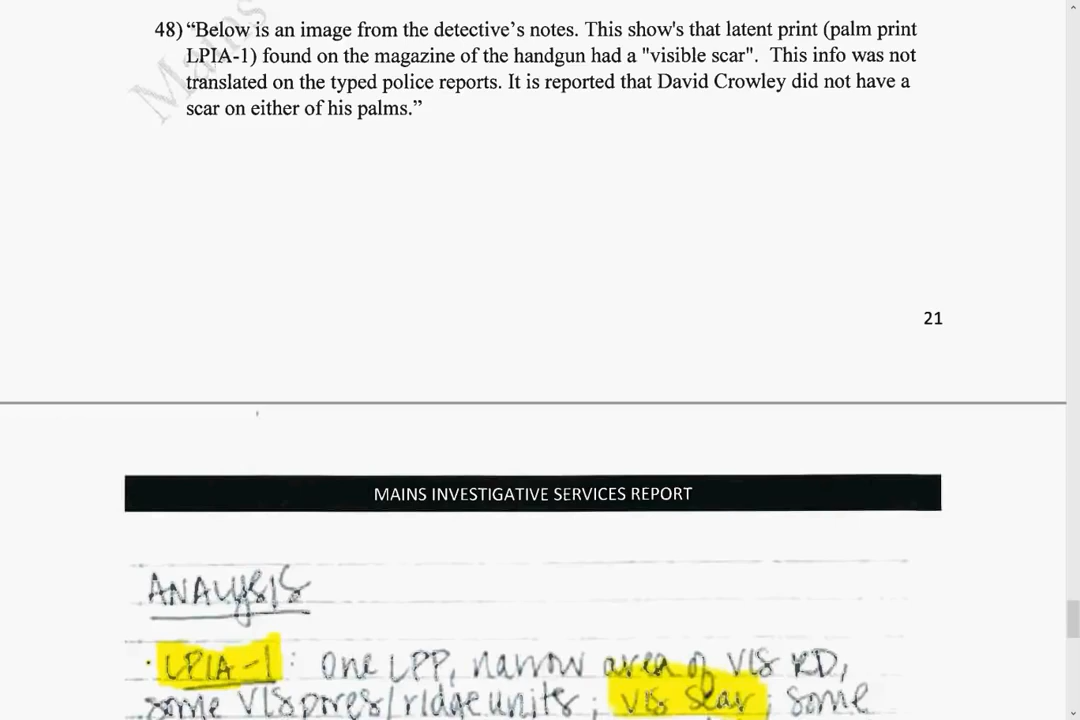 48) “Below is an image from the detective’s notes. This show's that latent print (palm print
LPIA-1) found on the magazine of the handgun had a "visible scar". This info was not
translated on the typed police reports. It is reported that David Crowley did not have a
scar on either of his palms.”
Mains
21
MAINS INVESTIGATIVE SERVICES REPORT
ANALYSIS
· LPIA-1: One LPP, narrow area of VIS RD,
some VIS pores/ridge units; VIS Scar; some